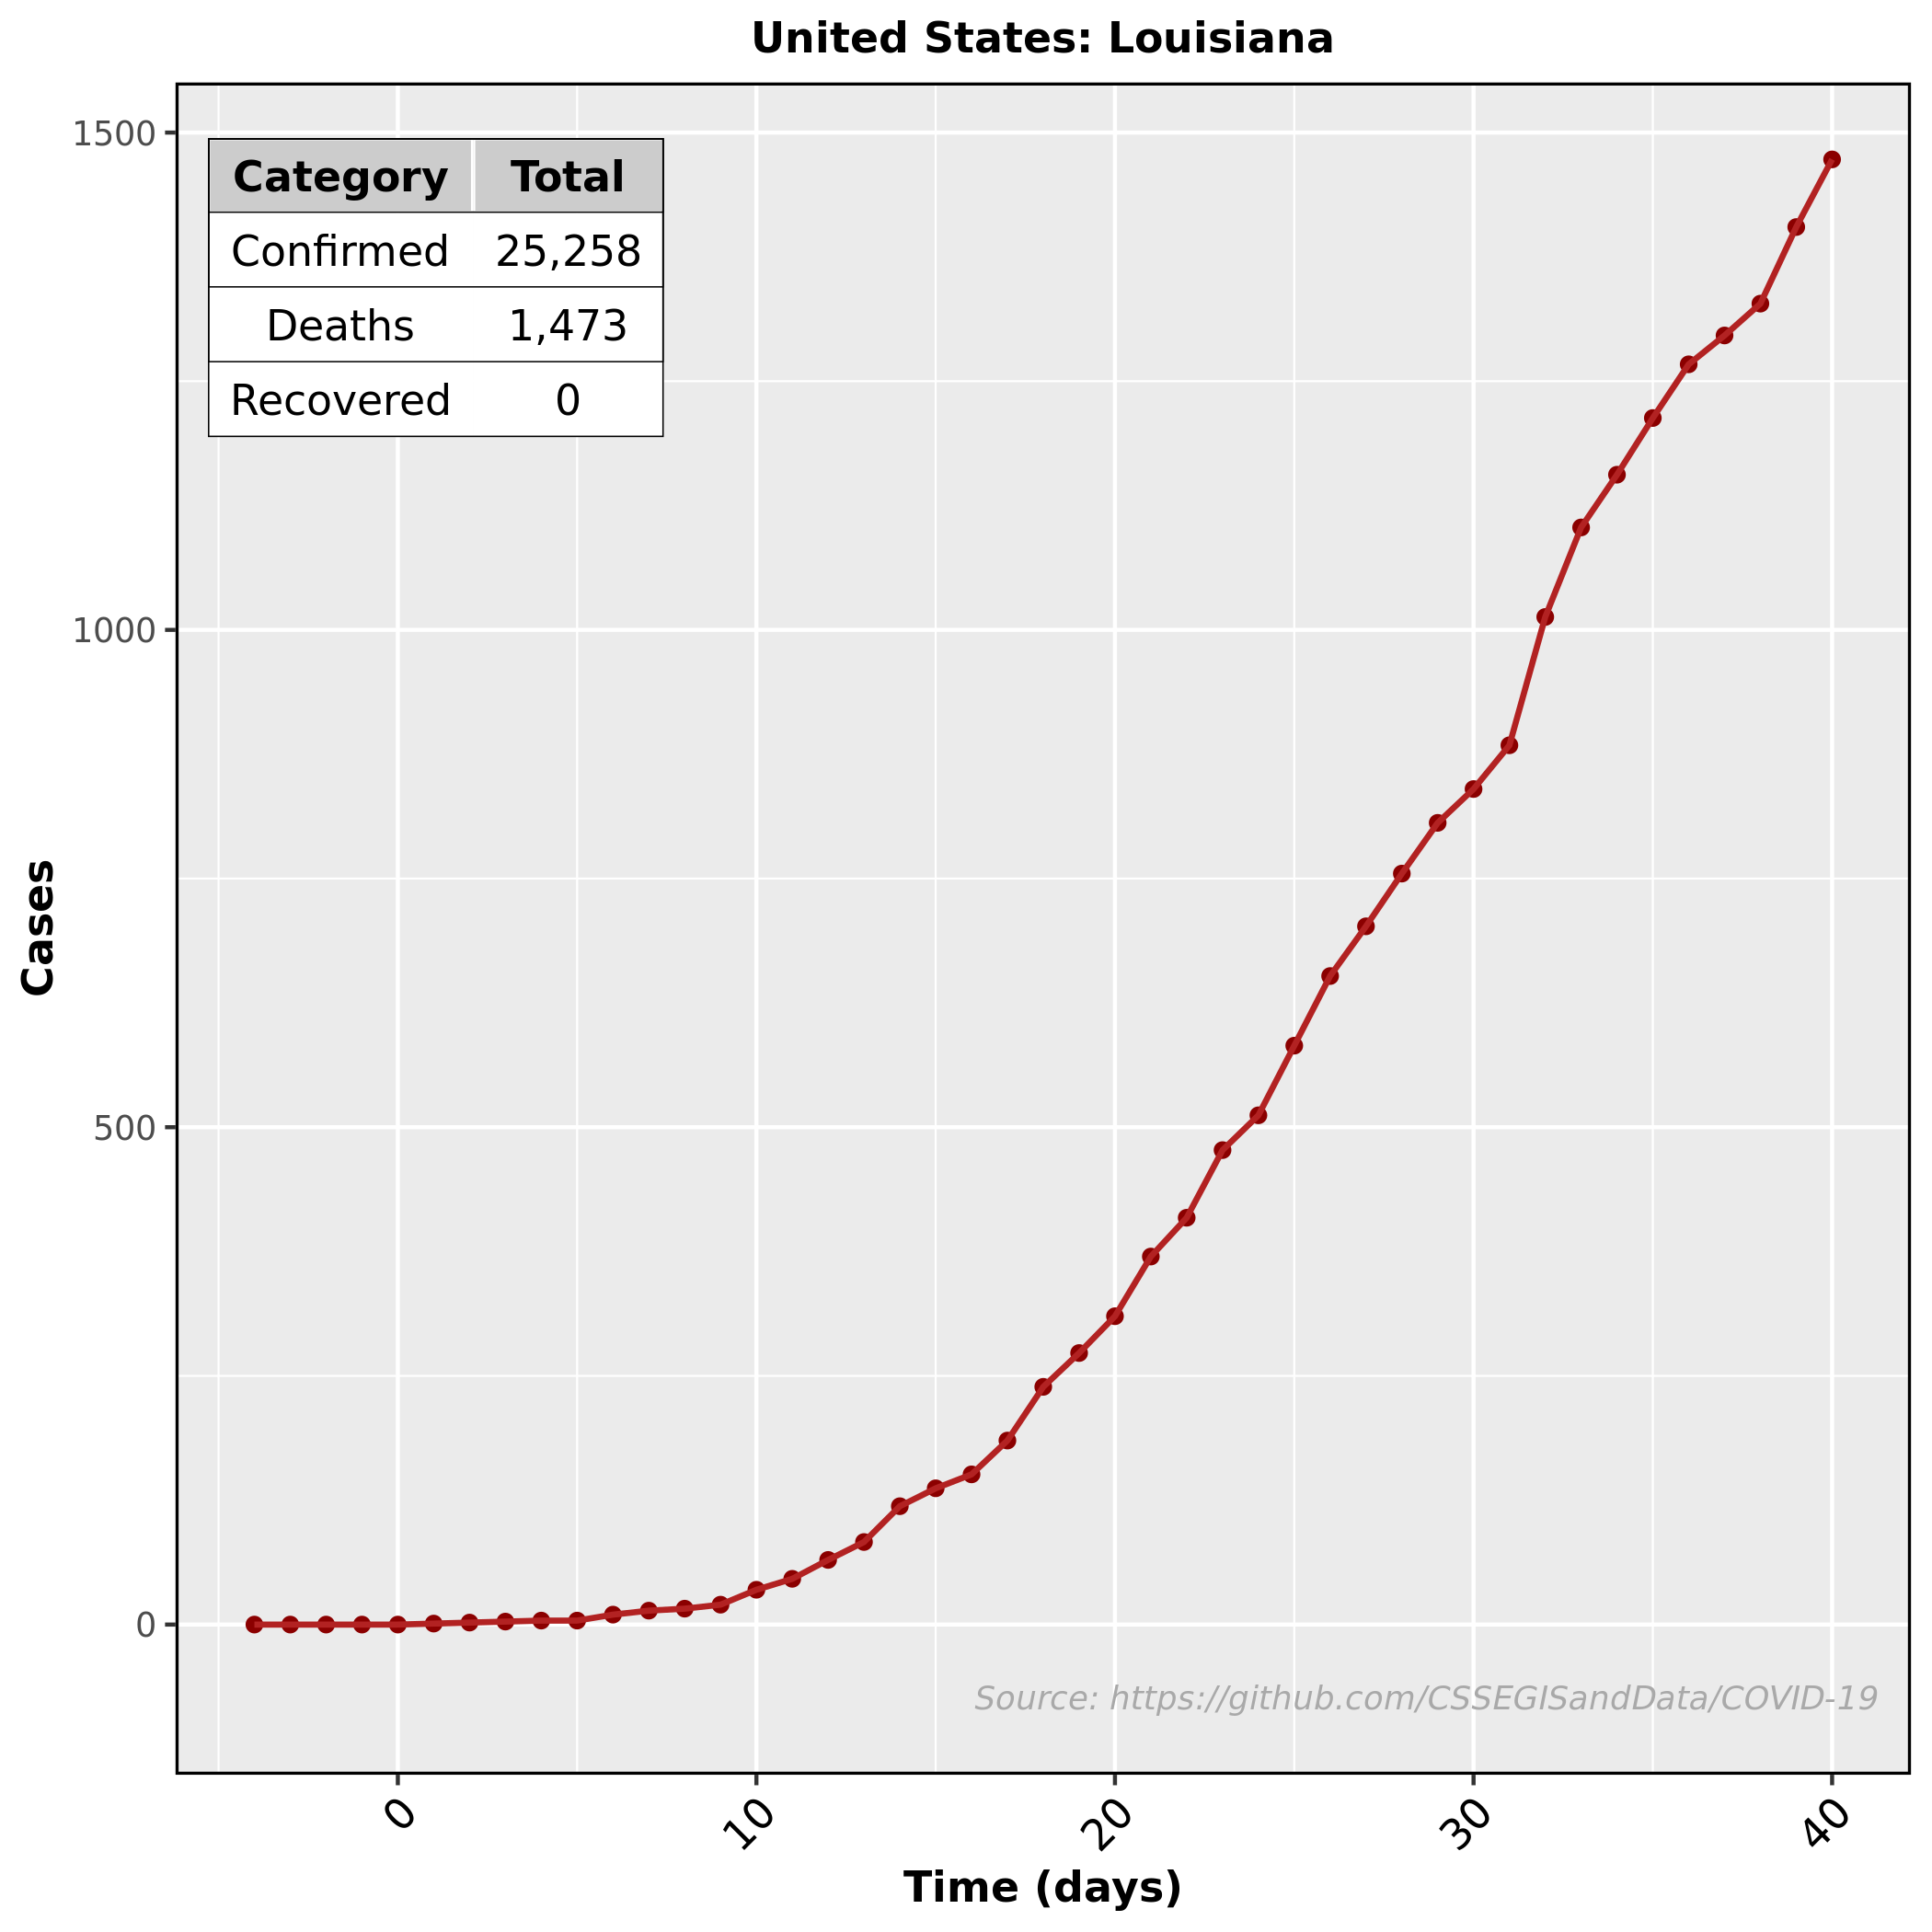 United States: Louisiana
1500
Category Total
Confirmed 25,258
Deaths 1,473
Recovered 0
1000
Cases
500
0
Source: https://github.com/CSSEGISandData/COVID-19
0 10 20 30 40
Time (days)